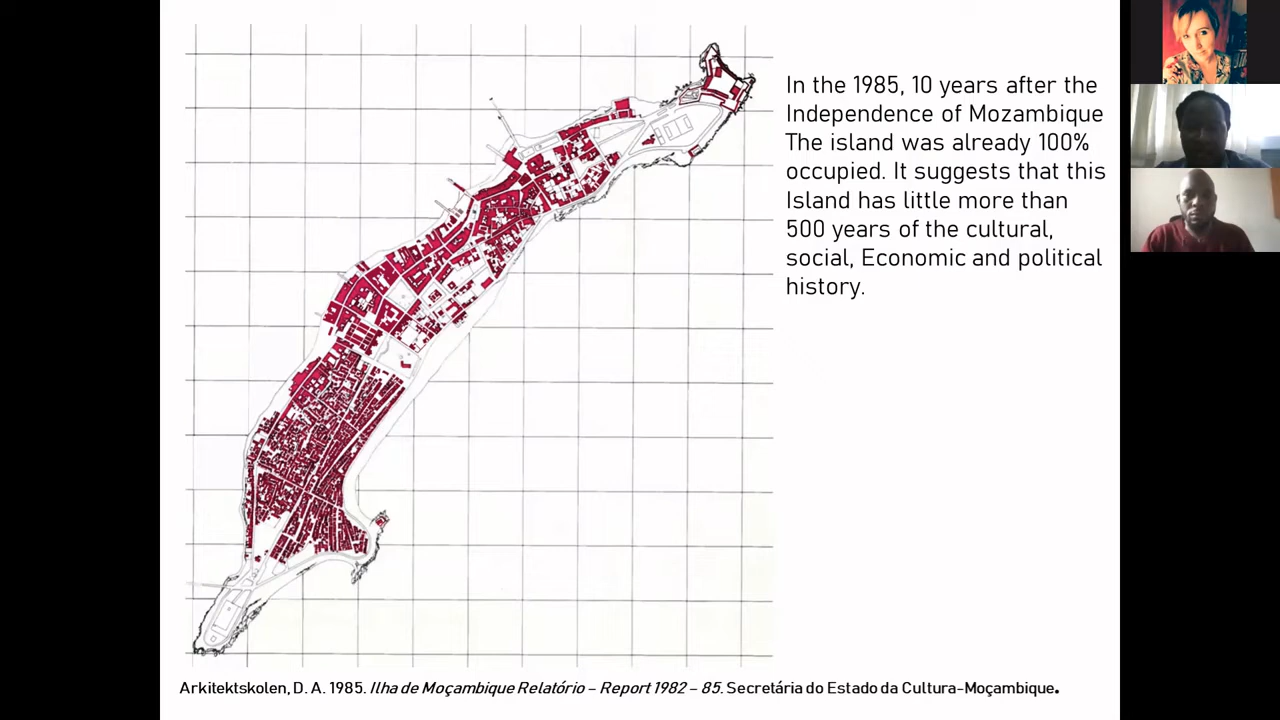 In the 1985, 10 years after the
Independence of Mozambique
The island was already 100%
occupied. It suggests that this
Island has little more than
500 years of the cultural,
social, Economic and political
history.
Arkitektskolen, D. A. 1985. Ilha de Moçambique Relatório – Report 1982 – 85. Secretária do Estado da Cultura-Moçambique.